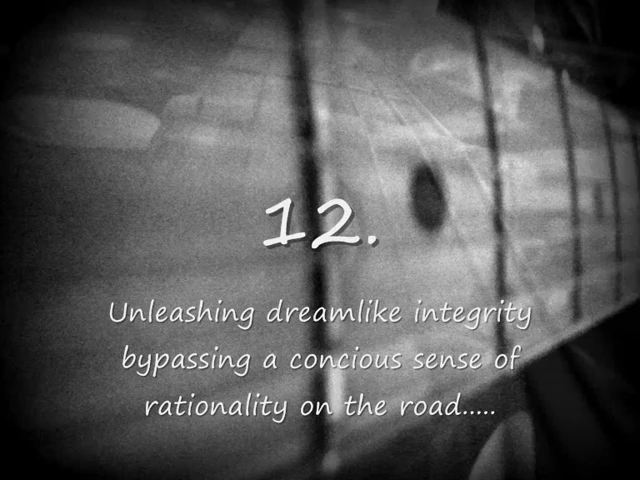 12.
Unleashing dreamlike integrity
bypassing a concious sense of
rationality on the road.....